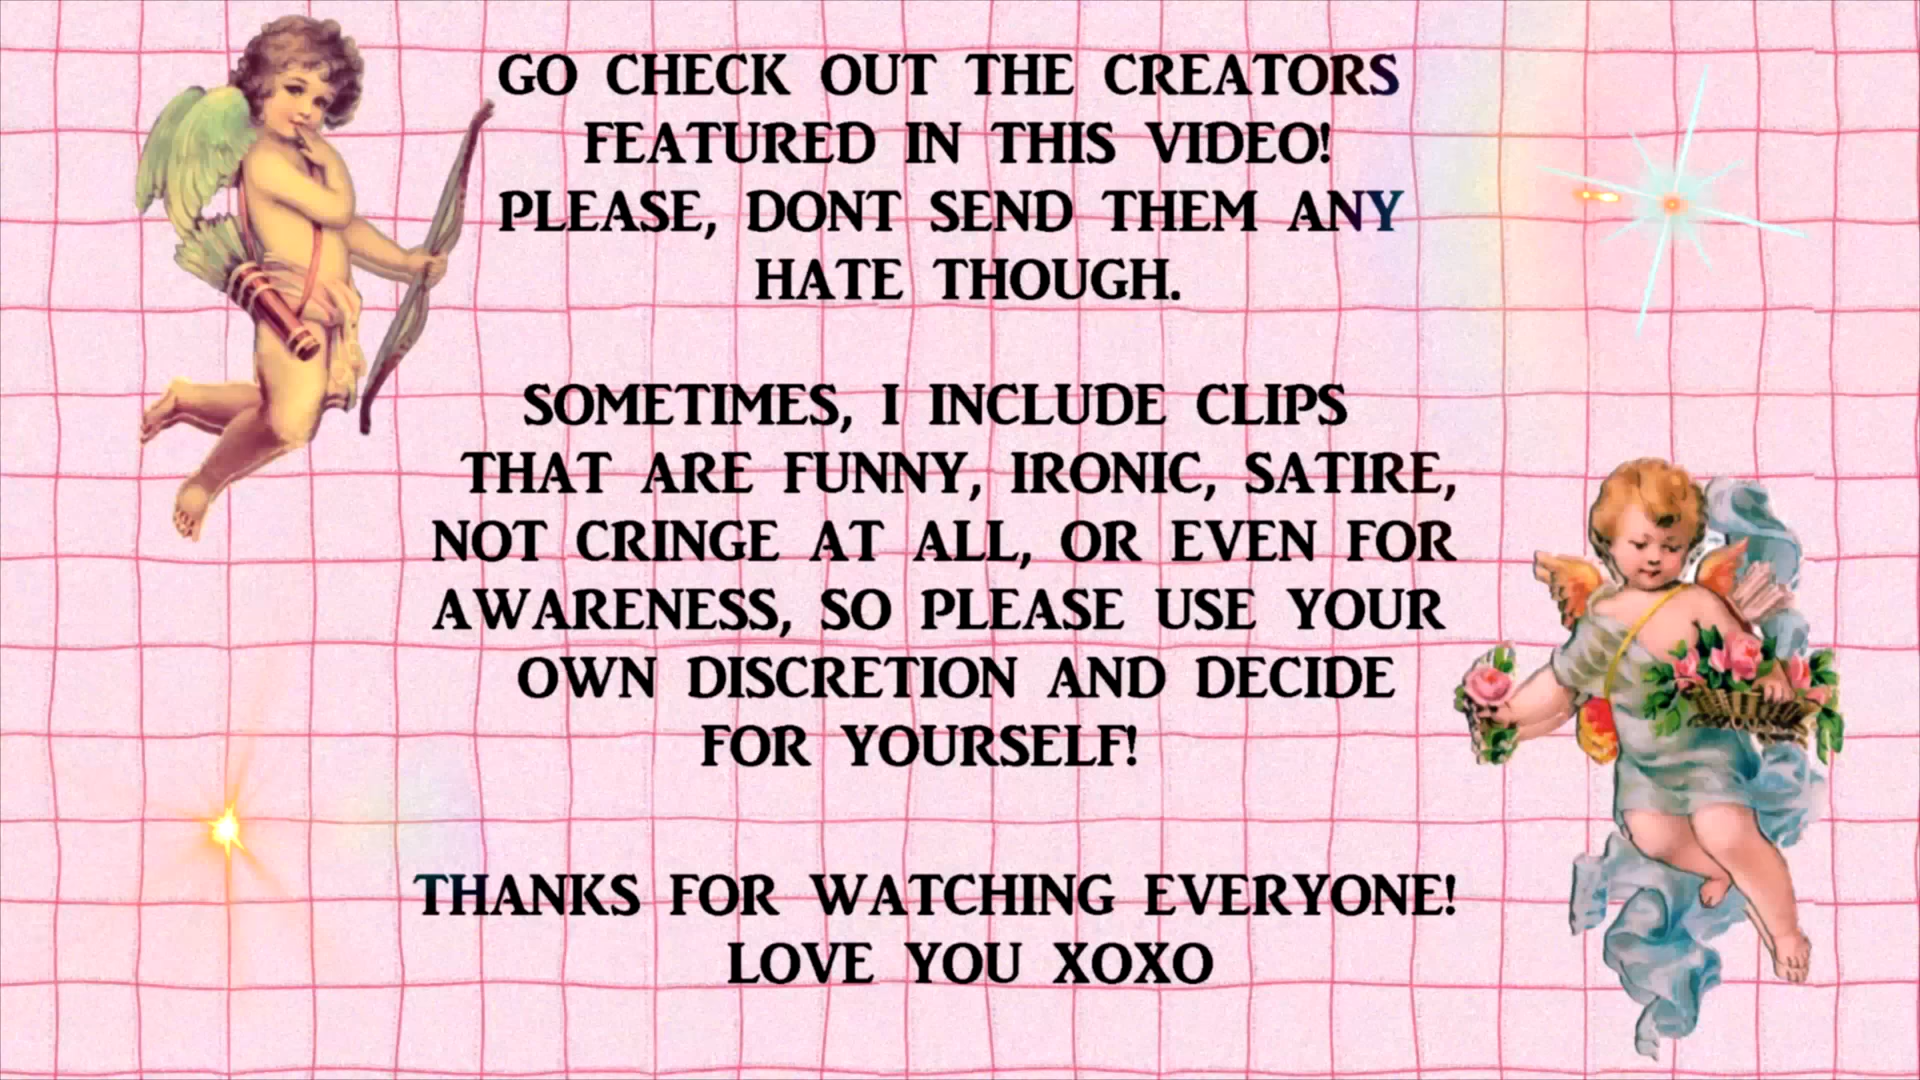 GO CHECK OUT THE CREATORS
FEATURED IN THIS VIDEO!
PLEASE, DONT SEND THEM ANY
HATE THOUGH.
SOMETIMES, I INCLUDE CLIPS
THAT ARE FUNNY, IRONIC, SATIRE,
NOT CRINGE AT ALL, OR EVEN FOR
AWARENESS, SO PLEASE USE YOUR
OWN DISCRETION AND DECIDE
FOR YOURSELF!
THANKS FOR WATCHING EVERYONE!
LOVE YOU XOXO